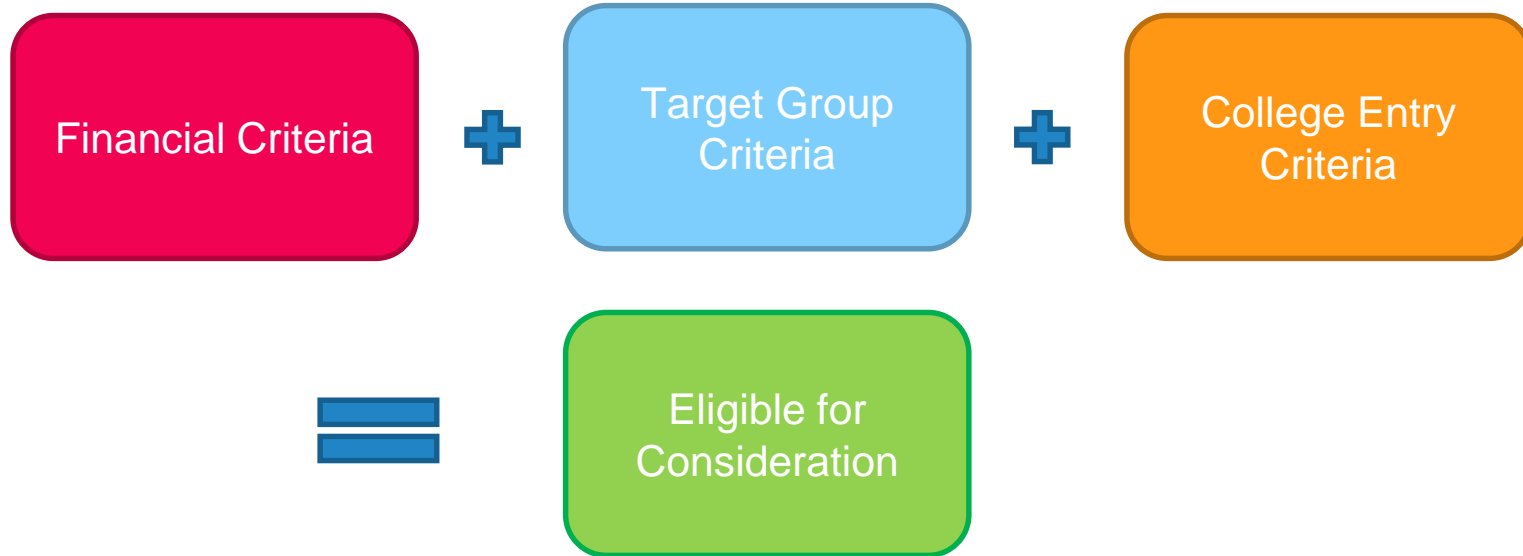 Financial Criteria
Target Group
Criteria
College Entry
Criteria
Eligible for
Consideration